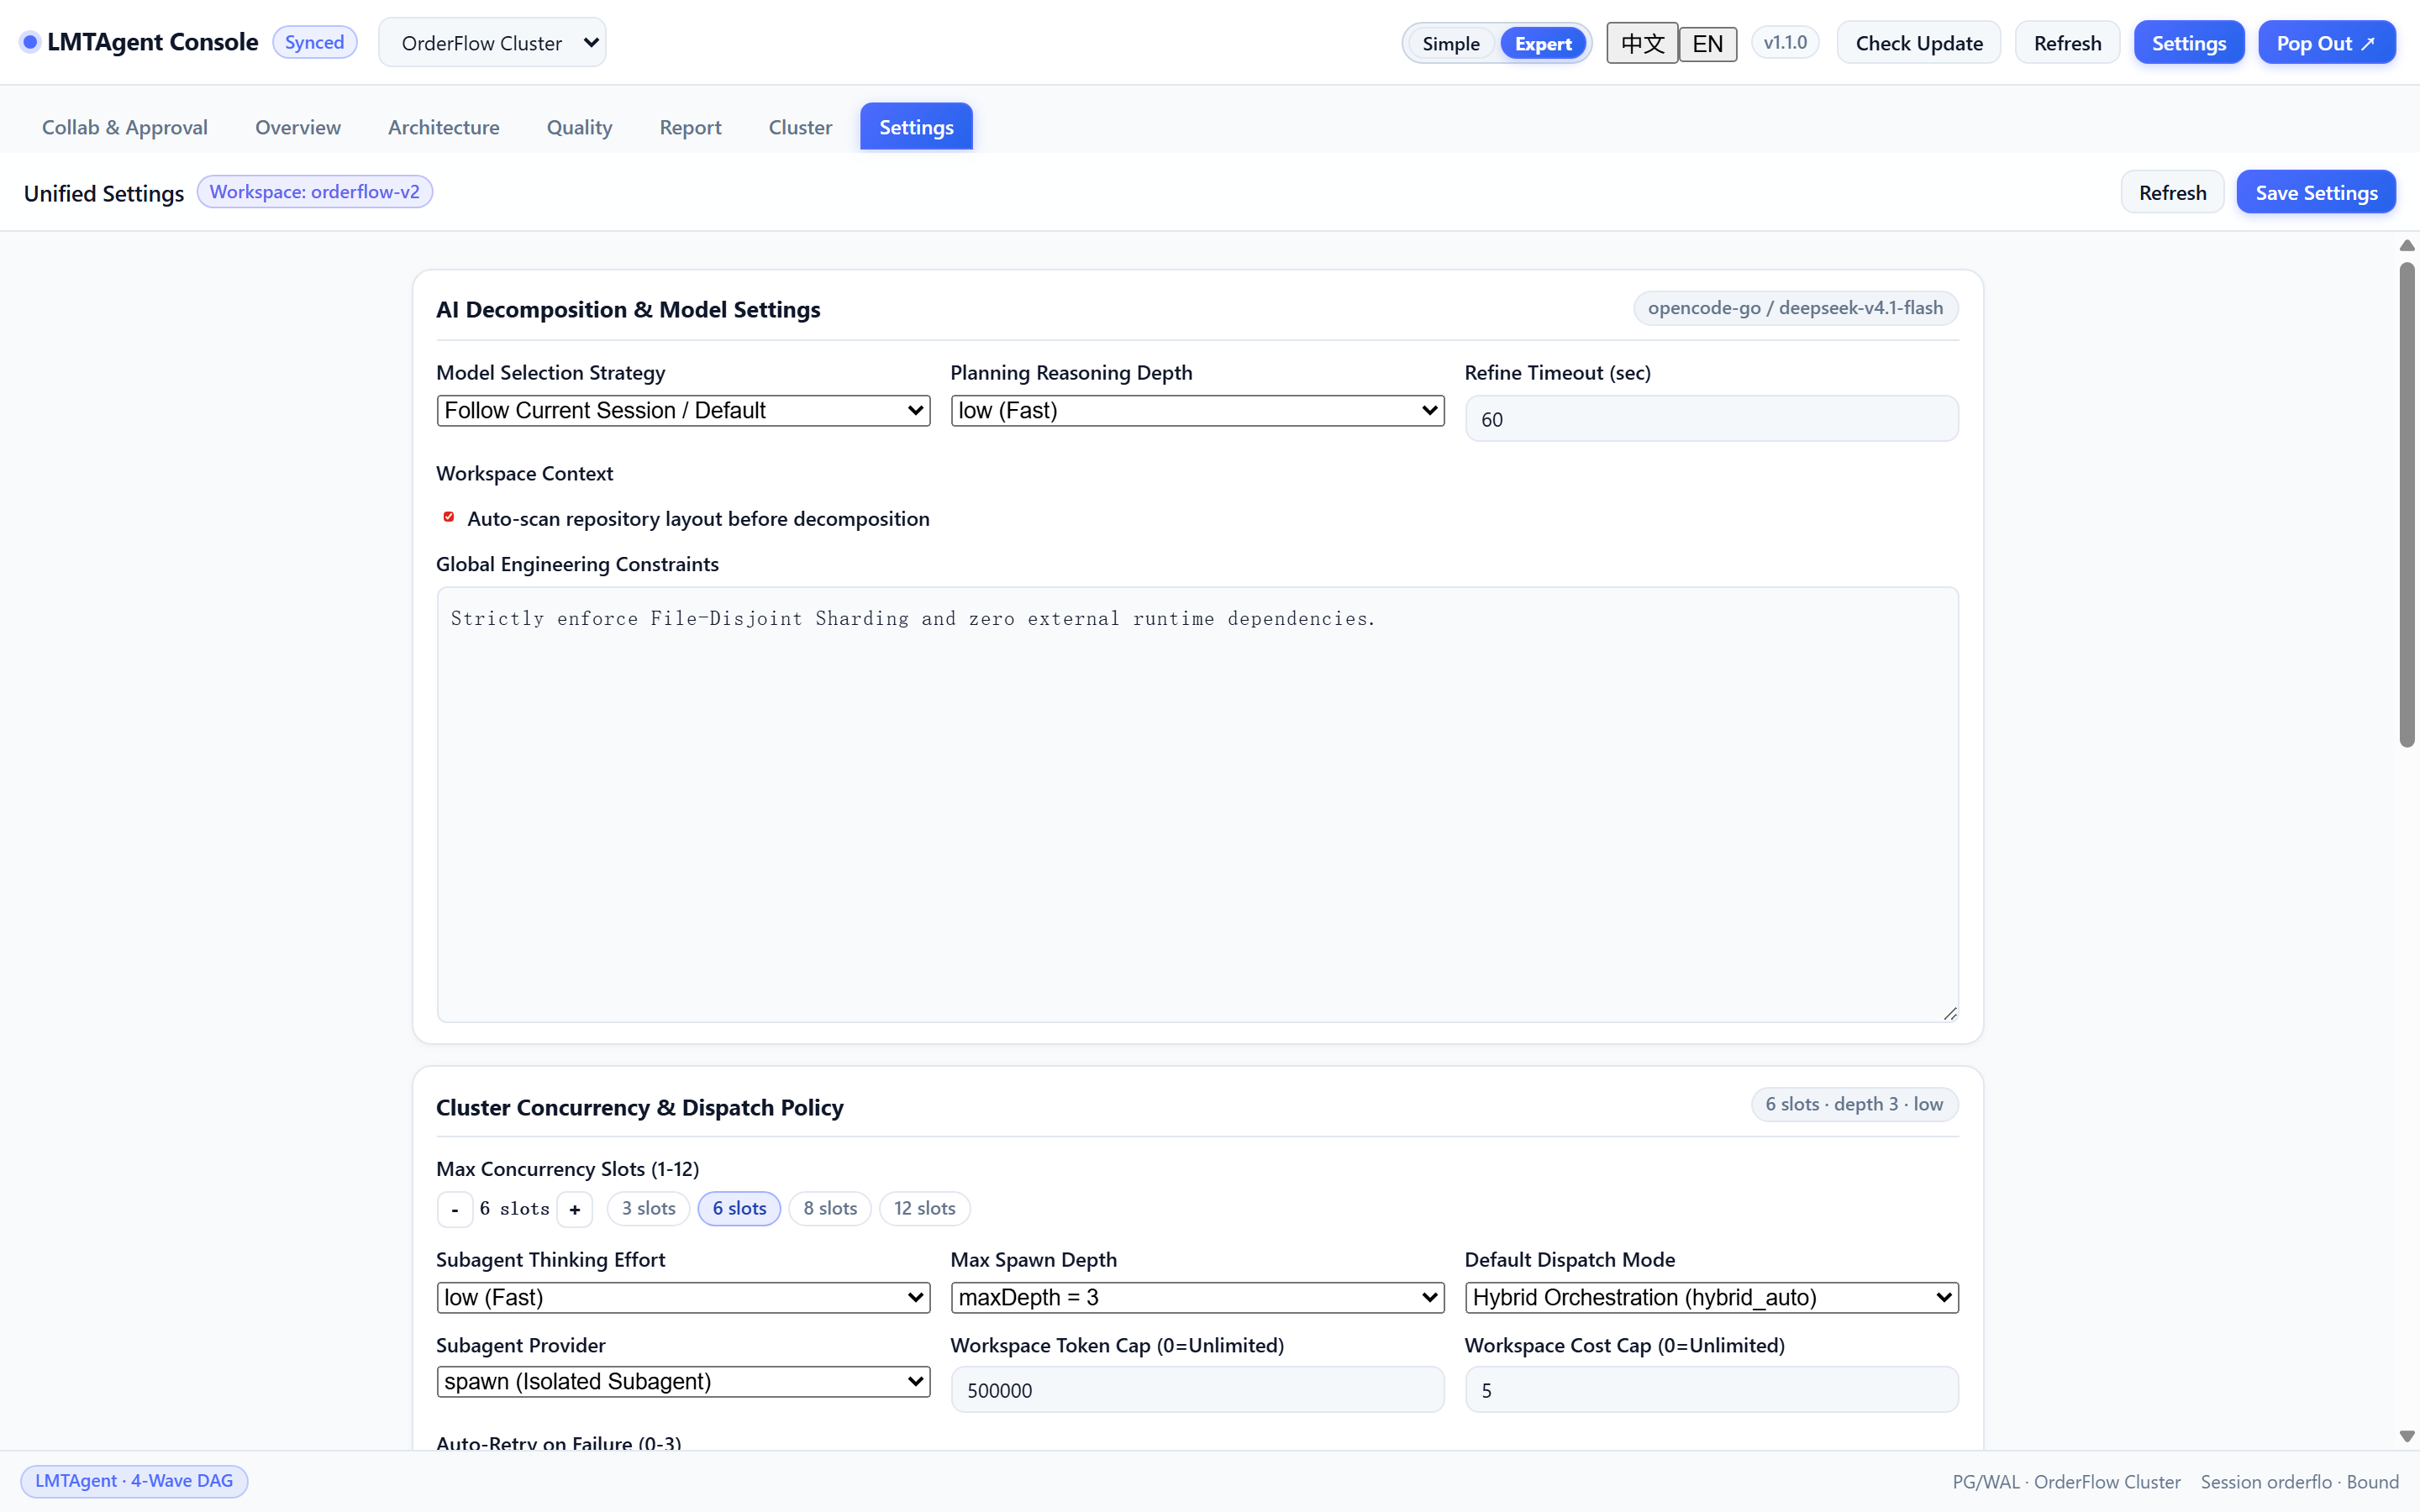 LMTAgent Console Synced OrderFlow Cluster Simple Expert 中文 EN v1.1.0 Check Update Refresh Settings Pop Out ↗
Collab & Approval Overview Architecture Quality Report Cluster Settings
Unified Settings Workspace: orderflow-v2 Refresh Save Settings
AI Decomposition & Model Settings opencode-go / deepseek-v4.1-flash
Model Selection Strategy Planning Reasoning Depth Refine Timeout (sec)
Follow Current Session / Default low (Fast) 60
Workspace Context
Auto-scan repository layout before decomposition
Global Engineering Constraints
Strictly enforce File-Disjoint Sharding and zero external runtime dependencies.
Cluster Concurrency & Dispatch Policy 6 slots · depth 3 · low
Max Concurrency Slots (1-12)
- 6 slots + 3 slots 6 slots 8 slots 12 slots
Subagent Thinking Effort Max Spawn Depth Default Dispatch Mode
low (Fast) maxDepth = 3 Hybrid Orchestration (hybrid_auto)
Subagent Provider Workspace Token Cap (0=Unlimited) Workspace Cost Cap (0=Unlimited)
spawn (Isolated Subagent) 500000 5
Auto-Retry on Failure (0-3)
LMTAgent · 4-Wave DAG PG/WAL · OrderFlow Cluster Session orderflo · Bound